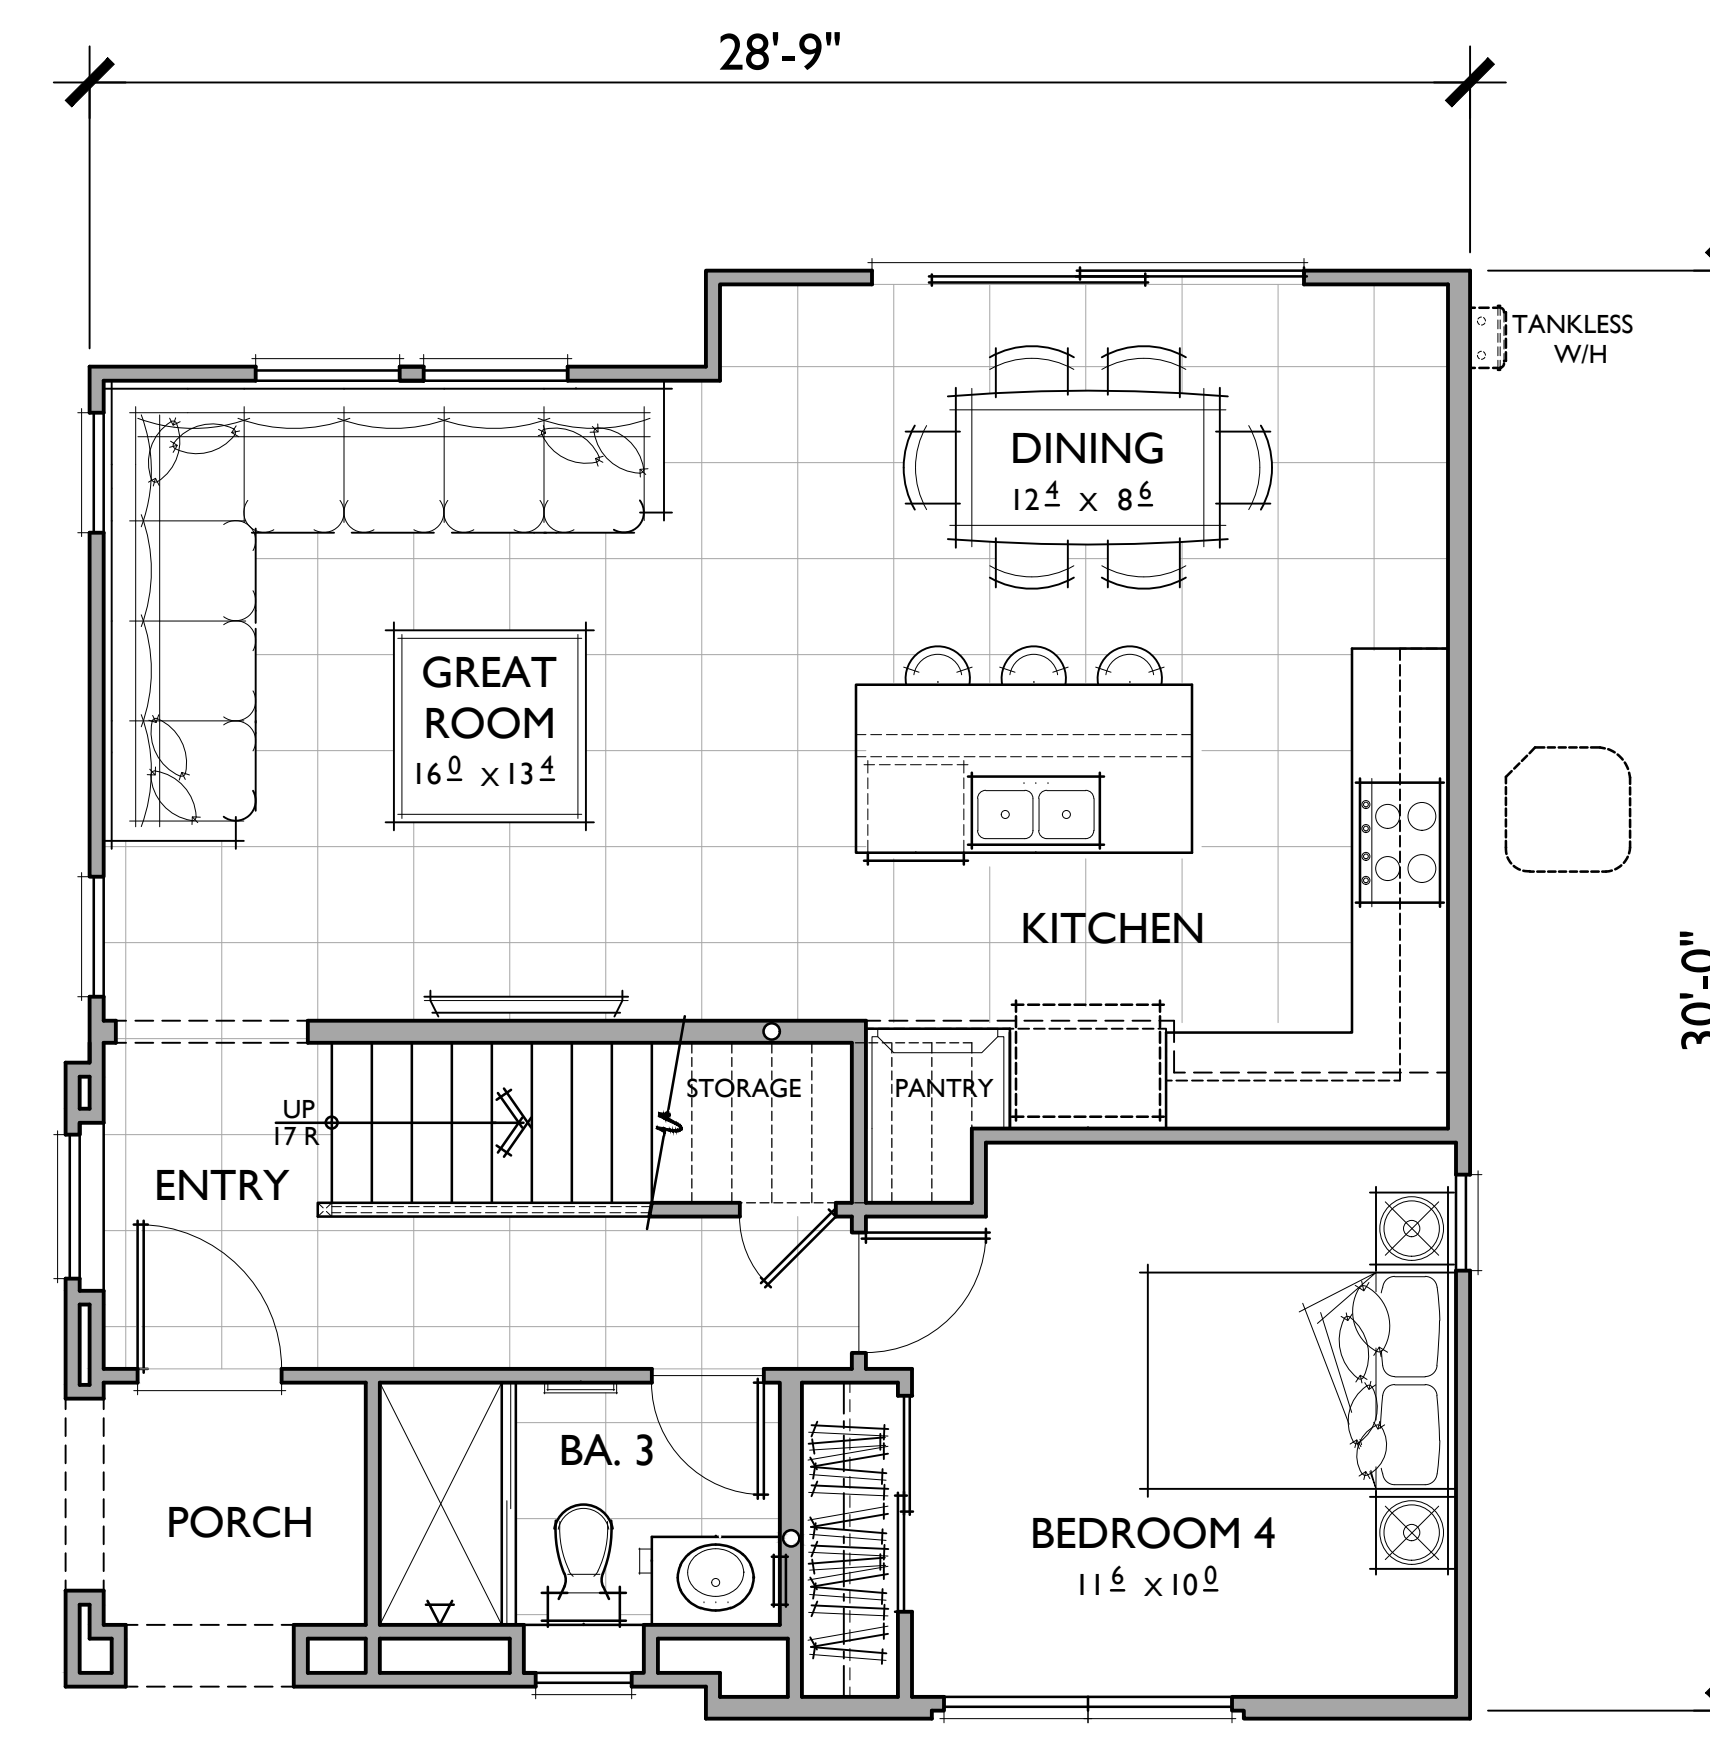 28'-9"
TANKLESS
W/H
DINING
12 4 X 8 6
GREAT
ROOM
16 0 X 13 4
KITCHEN
30'-0"
STORAGE
PANTRY
UP
17 R
ENTRY
BA. 3
PORCH
BEDROOM 4
11 6 X 10 0